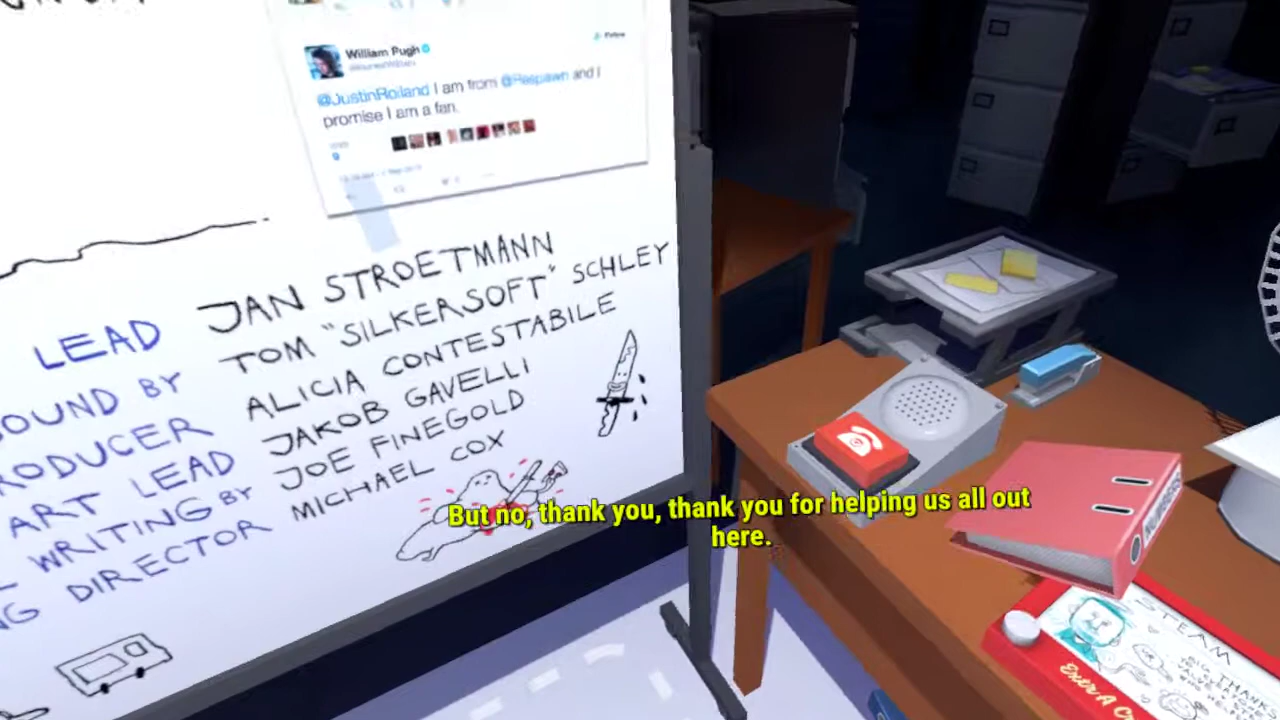 William Pugh
@JustinRoiland I am from @Respawn and I
promise I am a fan.
LEAD JAN STROETMANN
SOUND BY TOM "SILKERSOFT" SCHLEY
PRODUCER ALICIA CONTESTABILE
ART LEAD JAKOB GAVELLI
WRITING BY JOE FINEGOLD
DIRECTOR MICHAEL COX
But no, thank you, thank you for helping us all out
here.
STEAM
THANKS